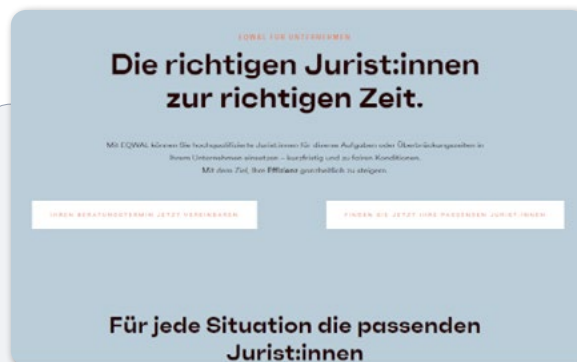 EQWAL FÜR UNTERNEHMEN
Die richtigen Jurist:innen
zur richtigen Zeit.
Mit EQWAL können Sie hochqualifizierte Jurist:innen für diverse Aufgaben oder Überbrückungszeiten in
Ihrem Unternehmen einsetzen – kurzfristig und zu fairen Konditionen.
Mit dem Ziel, Ihre Effizienz ganzheitlich zu steigern.
IHREN BERATUNGSTERMIN JETZT VEREINBAREN
FINDEN SIE JETZT IHRE PASSENDEN JURIST:INNEN
Für jede Situation die passenden
Jurist:innen